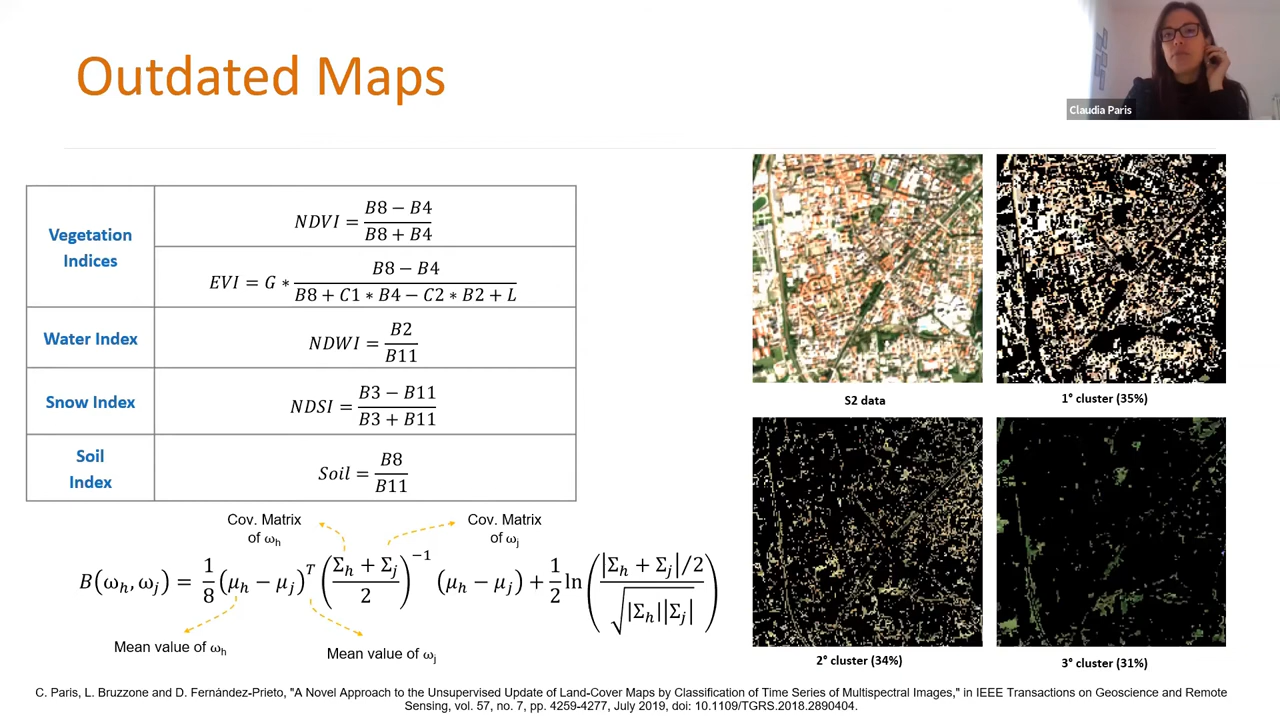 Outdated Maps
Claudia Paris
Vegetation
Indices
NDVI = (B8 − B4) / (B8 + B4)
EVI = G * (B8 − B4) / (B8 + C1 * B4 − C2 * B2 + L)
Water Index
NDWI = B2 / B11
Snow Index
NDSI = (B3 − B11) / (B3 + B11)
Soil
Index
Soil = B8 / B11
Cov. Matrix
of ωh
Cov. Matrix
of ωj
B(ωh, ωj) = 1/8 (μh − μj)^T ((Σh + Σj) / 2)^−1 (μh − μj) + 1/2 ln( (|Σh + Σj|/2) / √(|Σh||Σj|) )
Mean value of ωh
Mean value of ωj
S2 data
1° cluster (35%)
2° cluster (34%)
3° cluster (31%)
C. Paris, L. Bruzzone and D. Fernández-Prieto, "A Novel Approach to the Unsupervised Update of Land-Cover Maps by Classification of Time Series of Multispectral Images," in IEEE Transactions on Geoscience and Remote
Sensing, vol. 57, no. 7, pp. 4259-4277, July 2019, doi: 10.1109/TGRS.2018.2890404.